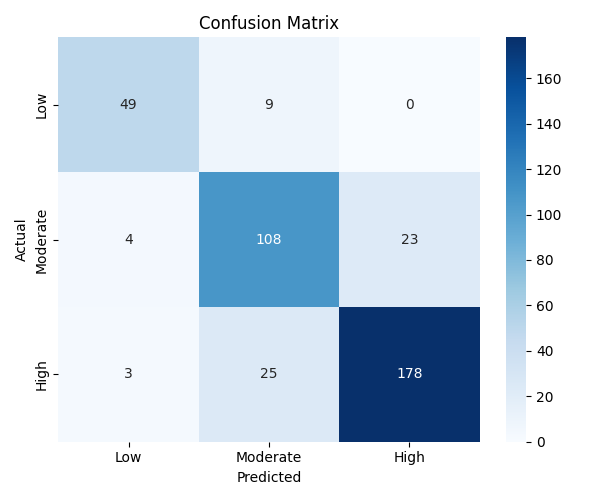 Confusion Matrix
Actual
Low
49 9 0
Moderate
4 108 23
High
3 25 178
Low Moderate High
Predicted
160
140
120
100
80
60
40
20
0